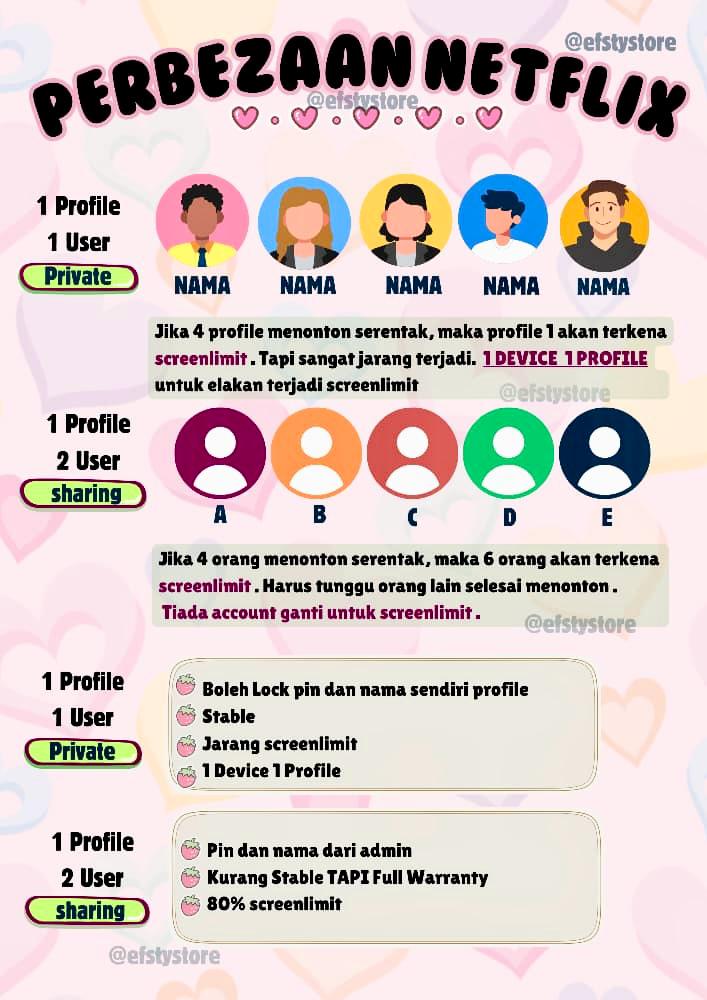 @efstystore
PERBEZAAN NETFLIX
@efstystore
1 Profile
1 User
Private
NAMA NAMA NAMA NAMA NAMA
Jika 4 profile menonton serentak, maka profile 1 akan terkena
screenlimit . Tapi sangat jarang terjadi. 1 DEVICE 1 PROFILE
untuk elakan terjadi screenlimit
@efstystore
1 Profile
2 User
sharing
A B C D E
Jika 4 orang menonton serentak, maka 6 orang akan terkena
screenlimit . Harus tunggu orang lain selesai menonton .
Tiada account ganti untuk screenlimit .
@efstystore
1 Profile
1 User
Private
Boleh Lock pin dan nama sendiri profile
Stable
Jarang screenlimit
1 Device 1 Profile
1 Profile
2 User
sharing
Pin dan nama dari admin
Kurang Stable TAPI Full Warranty
80% screenlimit
@efstystore